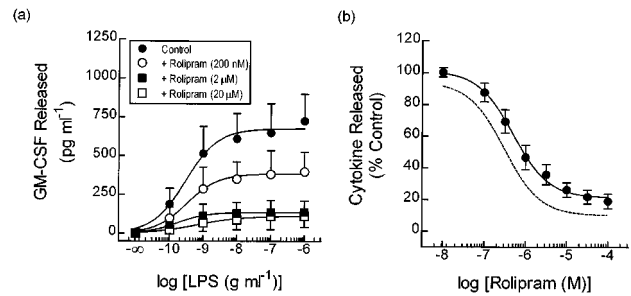 (a)
GM-CSF Released
(pg ml⁻¹)
1250
1000
750
500
250
0
Control
+ Rolipram (200 nM)
+ Rolipram (2 μM)
+ Rolipram (20 μM)
-∞
-10
-9
-8
-7
-6
log [LPS (g ml⁻¹)]
(b)
Cytokine Released
(% Control)
120
100
80
60
40
20
0
-8
-7
-6
-5
-4
log [Rolipram (M)]